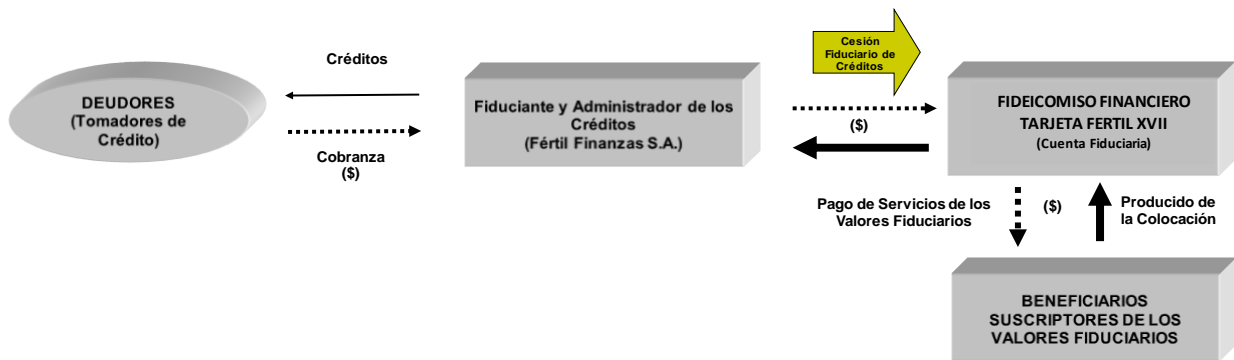 Créditos
DEUDORES
(Tomadores de
Crédito)
Cobranza
($)
Fiduciante y Administrador de los
Créditos
(Fértil Finanzas S.A.)
Cesión
Fiduciario de
Créditos
($)
FIDEICOMISO FINANCIERO
TARJETA FERTIL XVII
(Cuenta Fiduciaria)
Pago de Servicios de los
Valores Fiduciarios
($)
Producido de
la Colocación
BENEFICIARIOS
SUSCRIPTORES DE LOS
VALORES FIDUCIARIOS